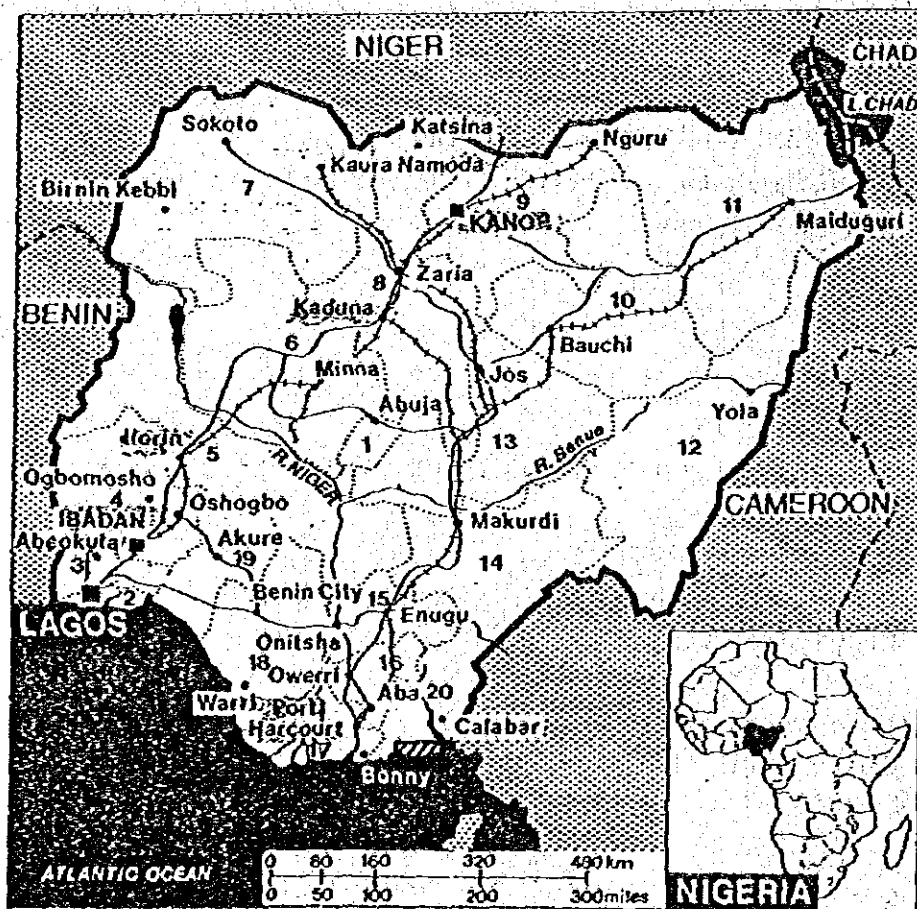 NIGER
CHAD
L. CHAD
Sokoto
Katsina
Nguru
Kaura Namoda
Birnin Kebbi
7
9
11
KANO
Maiduguri
8
Zaria
BENIN
Kaduna
10
6
Bauchi
Minna
Jos
Abuja
Yola
1
13
12
Ilorin
5
R. NIGER
R. Benue
Ogbomosho
4
Oshogbo
CAMEROON
IBADAN
Makurdi
Abeokuta
Akure
3
19
14
2
Benin City
15
LAGOS
Enugu
Onitsha
18
16
Owerri
Warri
Aba
20
Port
Harcourt
Calabar
17
Bonny
ATLANTIC OCEAN
0 80 160 320 480 km
0 50 100 200 300 miles
NIGERIA